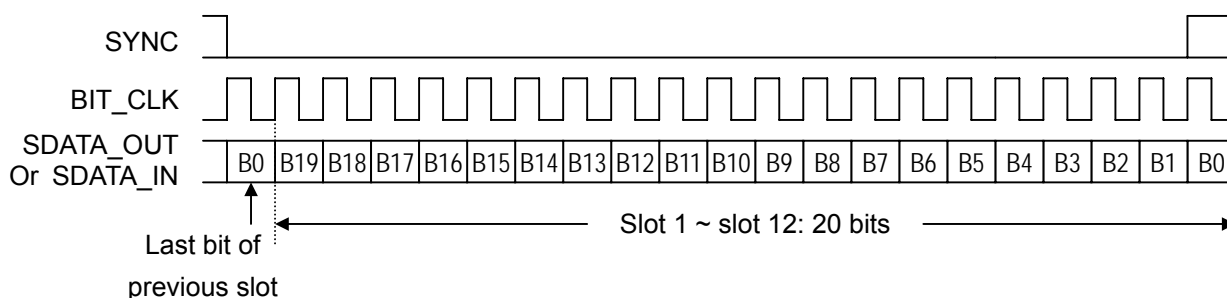 SYNC
BIT_CLK
SDATA_OUT
Or SDATA_IN
B0 B19 B18 B17 B16 B15 B14 B13 B12 B11 B10 B9 B8 B7 B6 B5 B4 B3 B2 B1 B0
Slot 1 ~ slot 12: 20 bits
Last bit of
previous slot